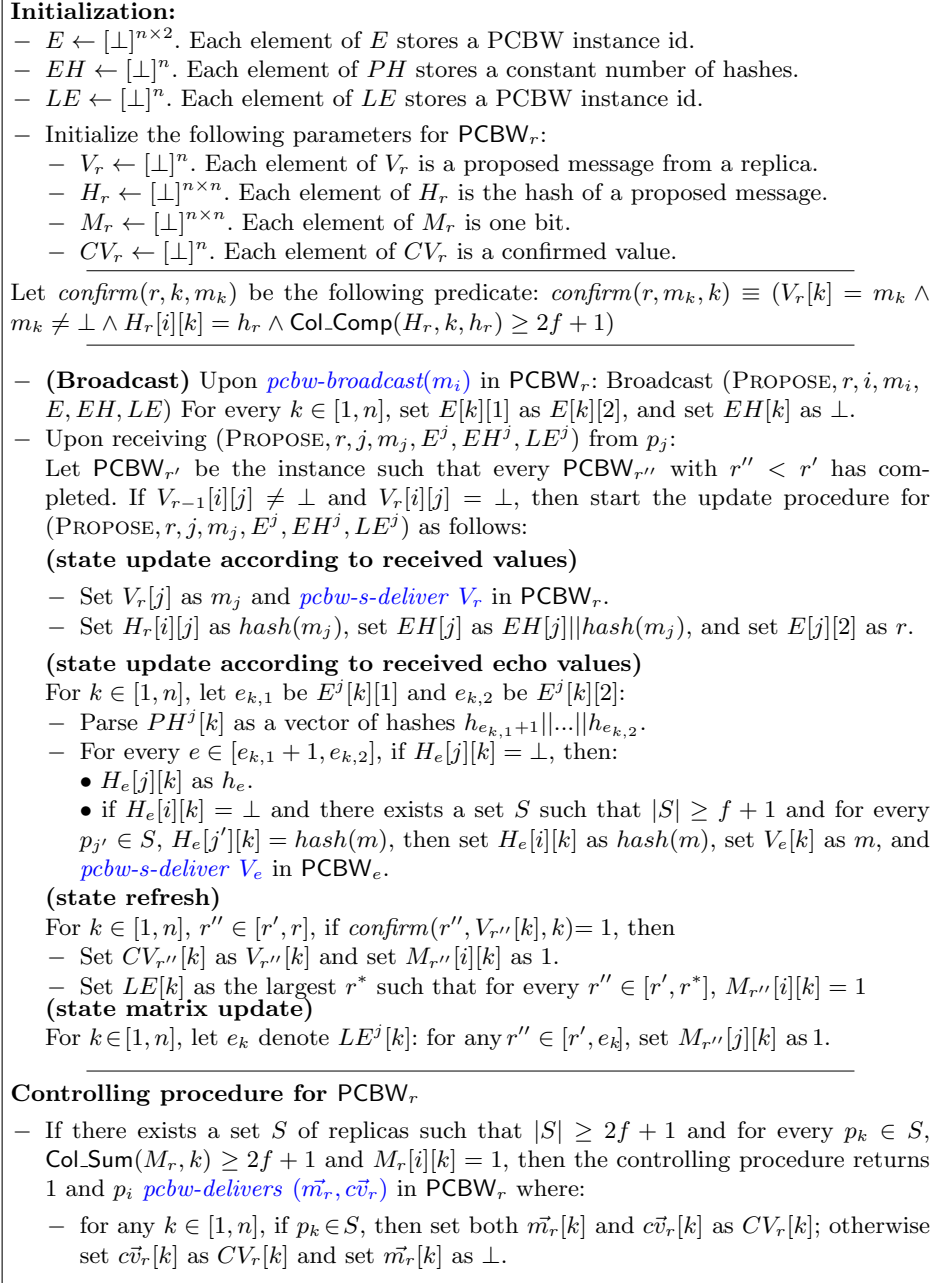 Initialization:
– E ← [⊥]^{n×2}. Each element of E stores a PCBW instance id.
– EH ← [⊥]^n. Each element of PH stores a constant number of hashes.
– LE ← [⊥]^n. Each element of LE stores a PCBW instance id.
– Initialize the following parameters for PCBW_r:
– V_r ← [⊥]^n. Each element of V_r is a proposed message from a replica.
– H_r ← [⊥]^{n×n}. Each element of H_r is the hash of a proposed message.
– M_r ← [⊥]^{n×n}. Each element of M_r is one bit.
– CV_r ← [⊥]^n. Each element of CV_r is a confirmed value.
Let confirm(r, k, m_k) be the following predicate: confirm(r, m_k, k) ≡ (V_r[k] = m_k ∧
m_k ≠ ⊥ ∧ H_r[i][k] = h_r ∧ Col_Comp(H_r, k, h_r) ≥ 2f + 1)
– (Broadcast) Upon pcbw-broadcast(m_i) in PCBW_r: Broadcast (PROPOSE, r, i, m_i,
E, EH, LE) For every k ∈ [1, n], set E[k][1] as E[k][2], and set EH[k] as ⊥.
– Upon receiving (PROPOSE, r, j, m_j, E^j, EH^j, LE^j) from p_j:
Let PCBW_{r′} be the instance such that every PCBW_{r″} with r″ < r′ has com-
pleted. If V_{r−1}[i][j] ≠ ⊥ and V_r[i][j] = ⊥, then start the update procedure for
(PROPOSE, r, j, m_j, E^j, EH^j, LE^j) as follows:
(state update according to received values)
– Set V_r[j] as m_j and pcbw-s-deliver V_r in PCBW_r.
– Set H_r[i][j] as hash(m_j), set EH[j] as EH[j]||hash(m_j), and set E[j][2] as r.
(state update according to received echo values)
For k ∈ [1, n], let e_{k,1} be E^j[k][1] and e_{k,2} be E^j[k][2]:
– Parse PH^j[k] as a vector of hashes h_{e_{k,1}+1}||...||h_{e_{k,2}}.
– For every e ∈ [e_{k,1} + 1, e_{k,2}], if H_e[j][k] = ⊥, then:
• H_e[j][k] as h_e.
• if H_e[i][k] = ⊥ and there exists a set S such that |S| ≥ f + 1 and for every
p_{j′} ∈ S, H_e[j′][k] = hash(m), then set H_e[i][k] as hash(m), set V_e[k] as m, and
pcbw-s-deliver V_e in PCBW_e.
(state refresh)
For k ∈ [1, n], r″ ∈ [r′, r], if confirm(r″, V_{r″}[k], k)= 1, then
– Set CV_{r″}[k] as V_{r″}[k] and set M_{r″}[i][k] as 1.
– Set LE[k] as the largest r* such that for every r″ ∈ [r′, r*], M_{r″}[i][k] = 1
(state matrix update)
For k∈[1, n], let e_k denote LE^j[k]: for any r″ ∈ [r′, e_k], set M_{r″}[j][k] as 1.
Controlling procedure for PCBW_r
– If there exists a set S of replicas such that |S| ≥ 2f + 1 and for every p_k ∈ S,
Col_Sum(M_r, k) ≥ 2f + 1 and M_r[i][k] = 1, then the controlling procedure returns
1 and p_i pcbw-delivers (m⃗_r, cv⃗_r) in PCBW_r where:
– for any k ∈ [1, n], if p_k∈S, then set both m⃗_r[k] and cv⃗_r[k] as CV_r[k]; otherwise
set cv⃗_r[k] as CV_r[k] and set m⃗_r[k] as ⊥.